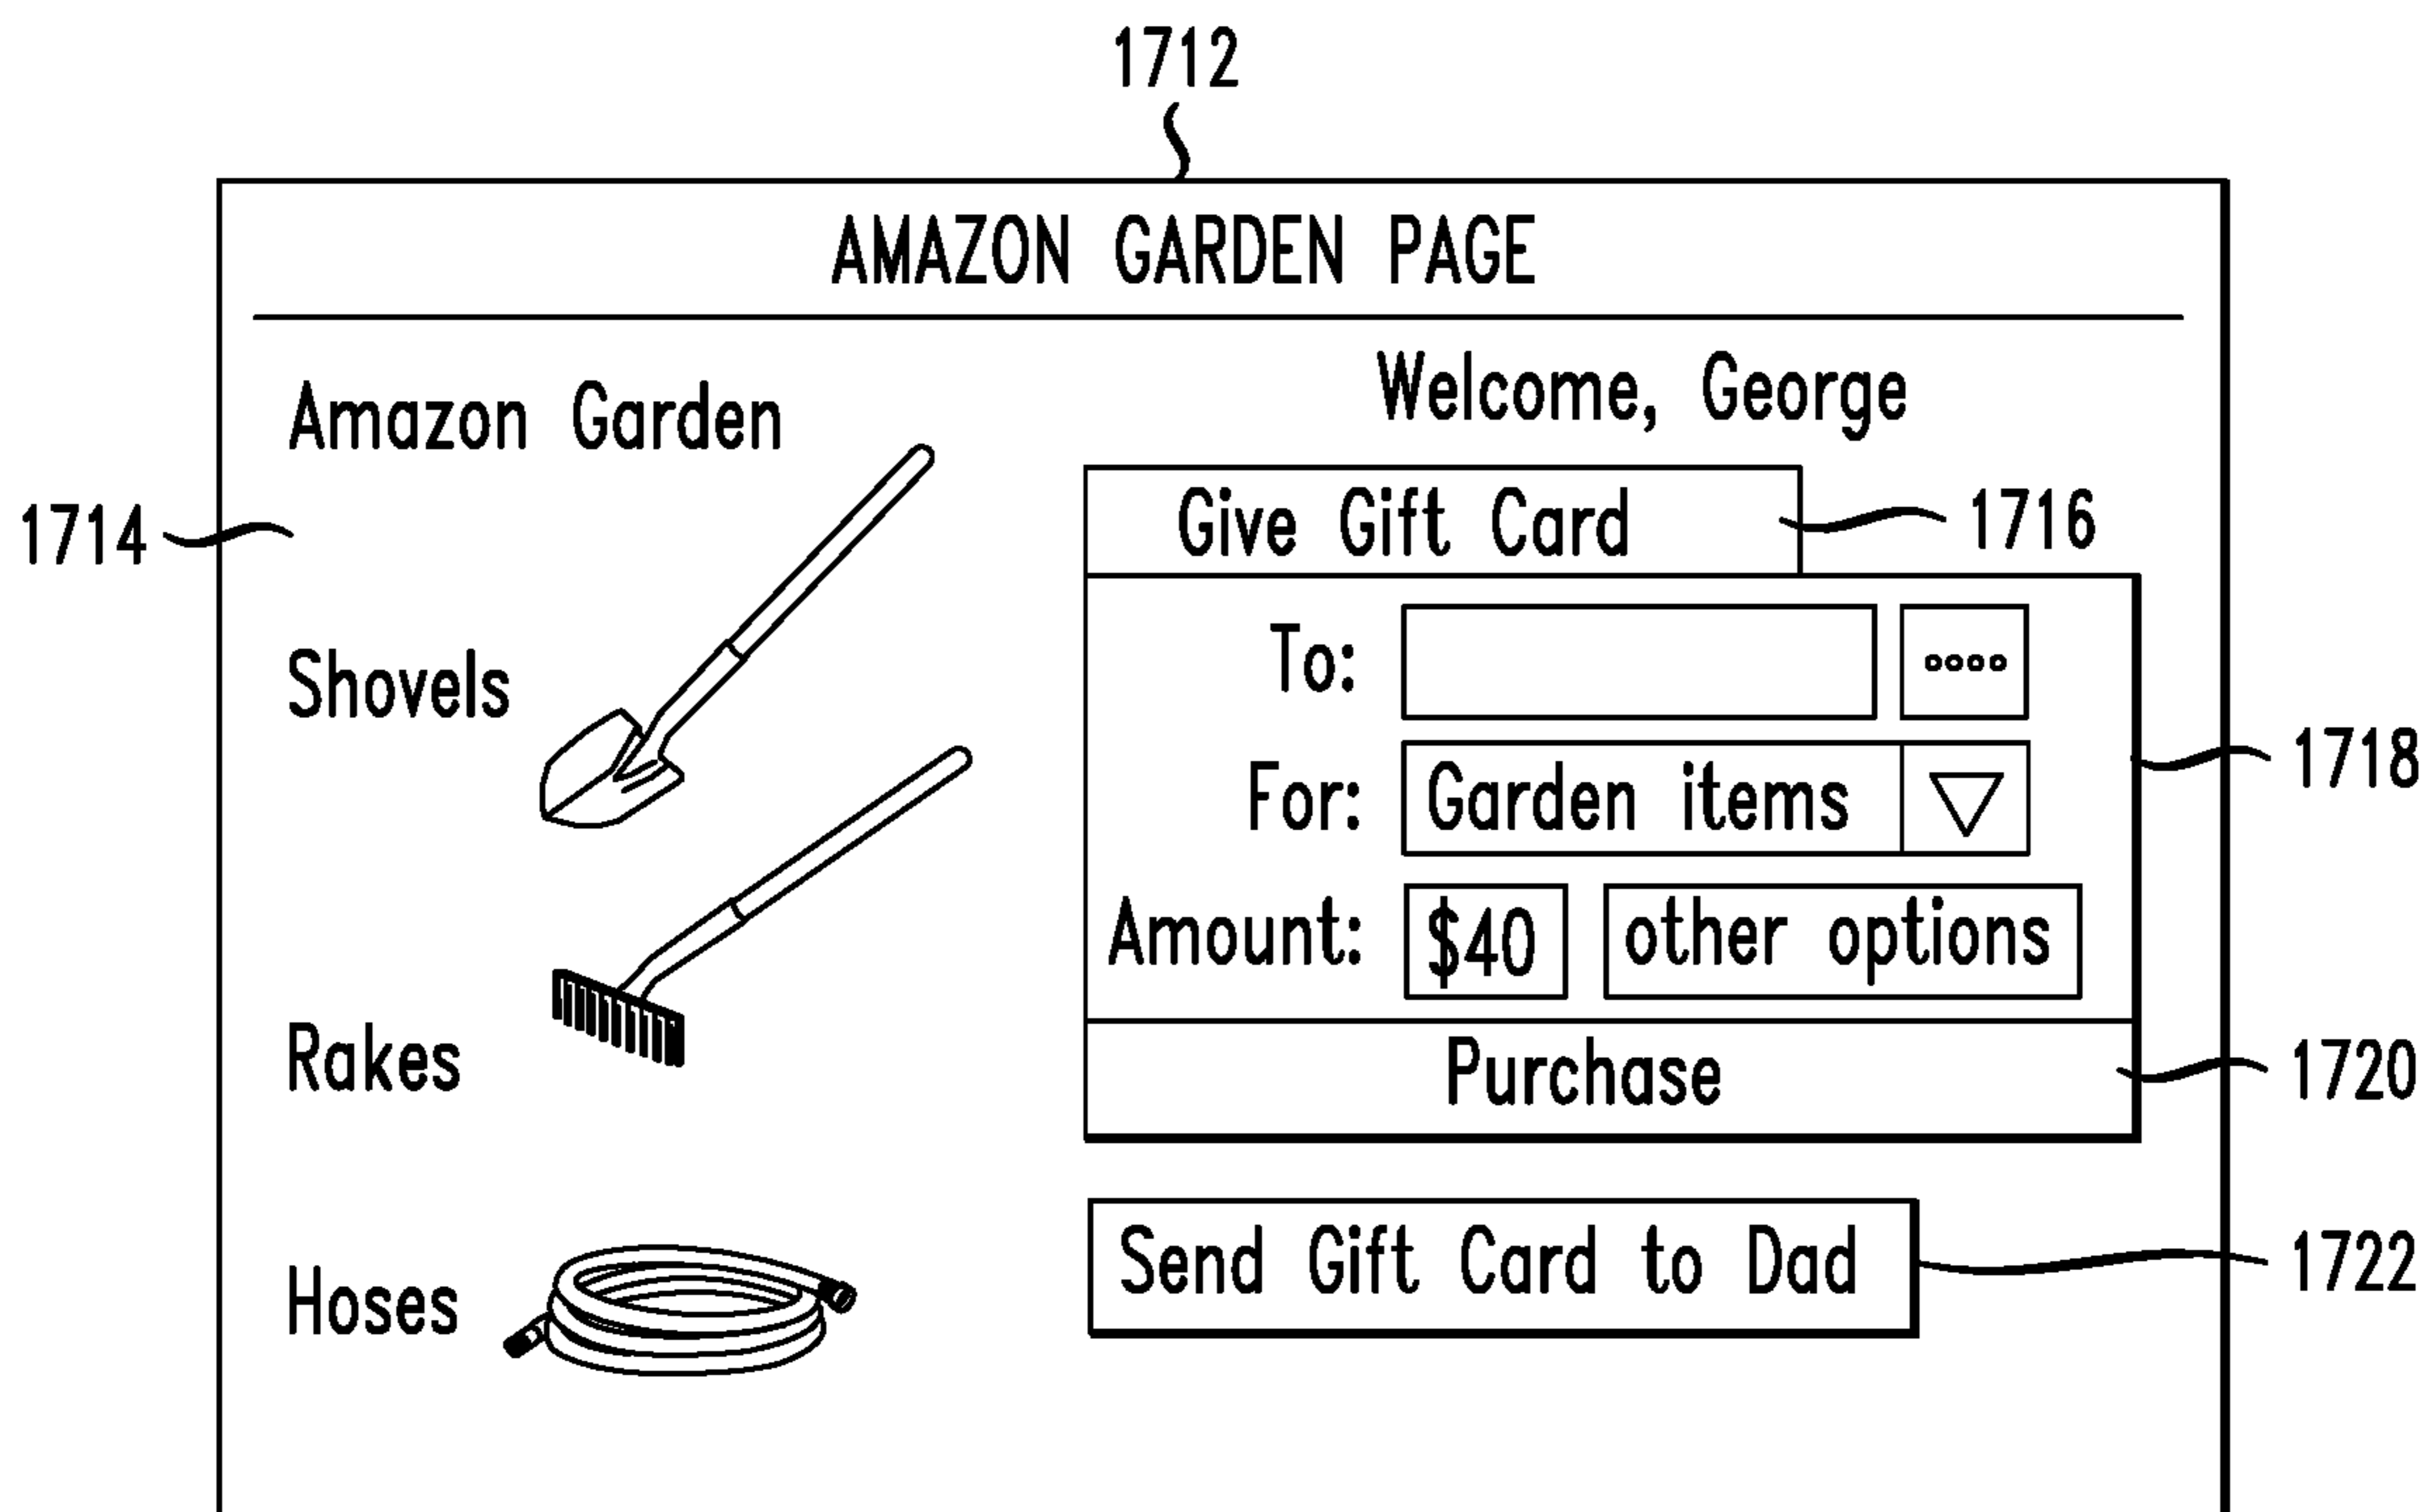 1712
AMAZON GARDEN PAGE
Welcome, George
Amazon Garden
1714
Give Gift Card
1716
Shovels
To:
1718
For: Garden items
Amount: $40 other options
Rakes
Purchase
1720
Send Gift Card to Dad
1722
Hoses